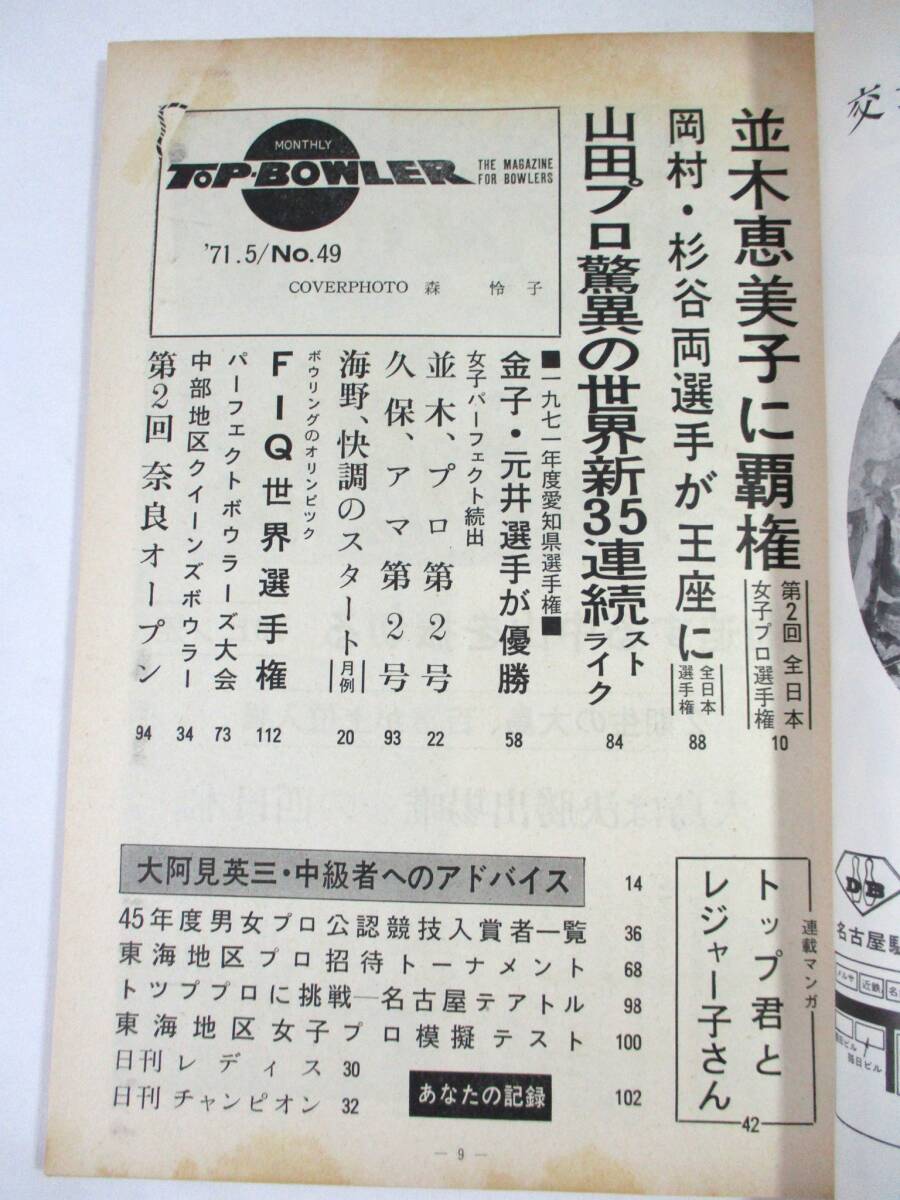 並木恵美子に覇権
第2回 全日本
女子プロ選手権
10
岡村・杉谷両選手が王座に
全日本
選手権
88
山田プロ驚異の世界新35連続
スト
ライク
84
MONTHLY
TOP-BOWLER
THE MAGAZINE
FOR BOWLERS
'71.5/No.49
COVERPHOTO 森 怜子
■一九七一年度愛知県選手権■
金子・元井選手が優勝
58
女子パーフェクト続出
並木、プロ第2号
22
久保、アマ第2号
93
海野、快調のスタート
月例
20
ボウリングのオリンピック
FIQ世界選手権
112
パーフェクトボウラーズ大会
73
中部地区クイーンズボウラー
34
第2回 奈良オープン
94
連載マンガ
トップ君と
レジャー子さん
42
大阿見英三・中級者へのアドバイス 14
45年度男女プロ公認競技入賞者一覧 36
東海地区プロ招待トーナメント 68
トッププロに挑戦―名古屋テアトル 98
東海地区女子プロ模擬テスト 100
日刊レディス 30
日刊チャンピオン 32
あなたの記録 102
— 9 —
DB
名古屋駅
メルサ
近鉄
名
毎日ビル